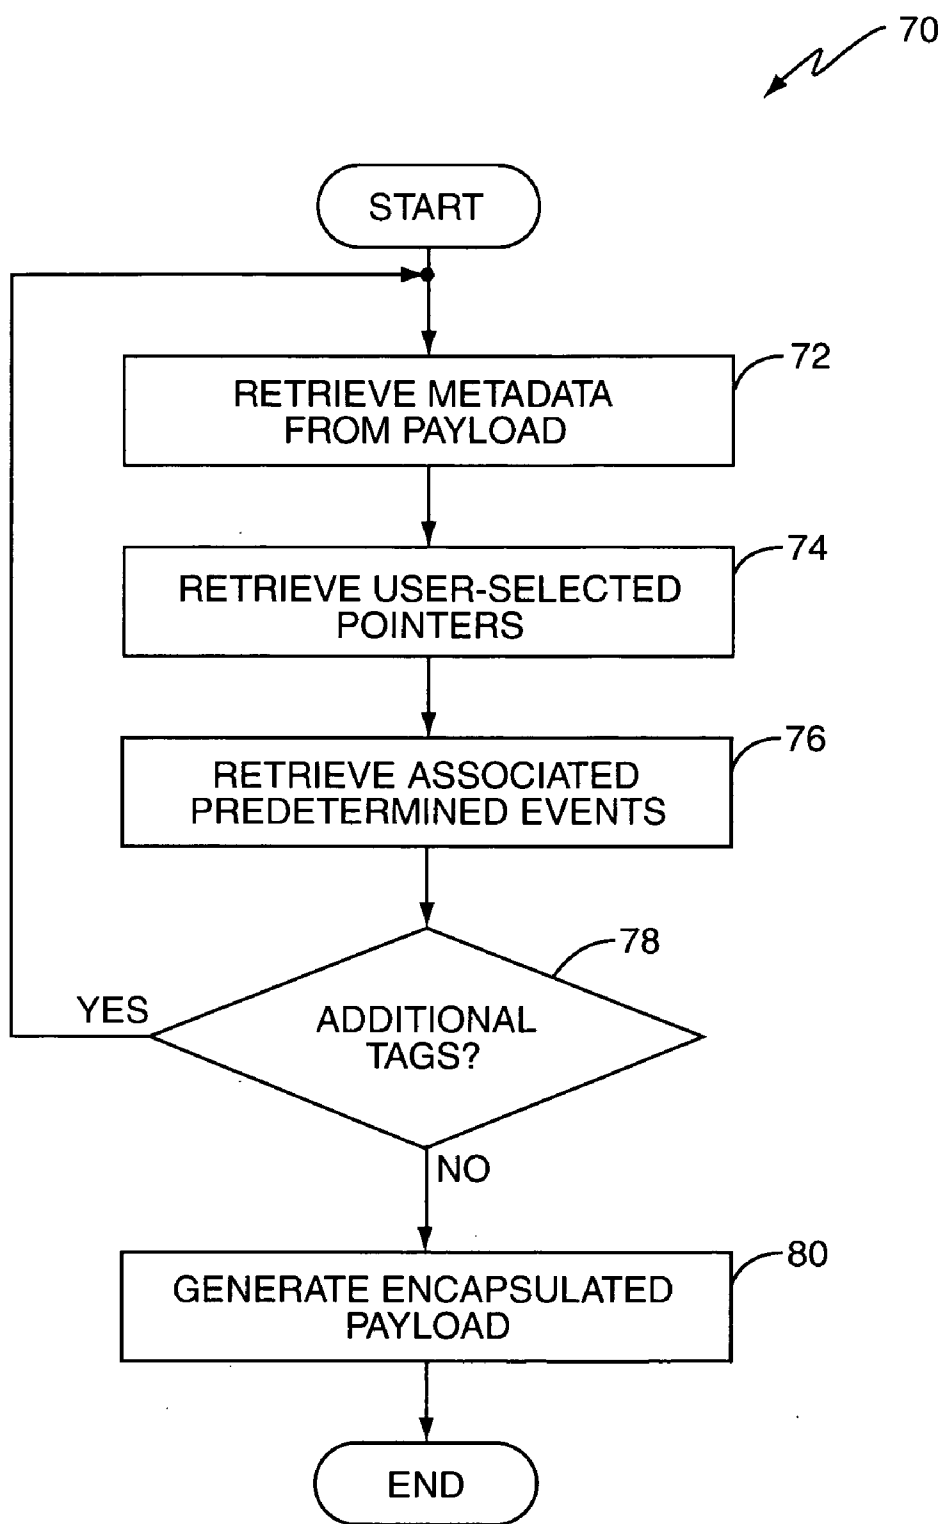 70
START
72
RETRIEVE METADATA
FROM PAYLOAD
74
RETRIEVE USER-SELECTED
POINTERS
76
RETRIEVE ASSOCIATED
PREDETERMINED EVENTS
78
YES
ADDITIONAL
TAGS?
NO
80
GENERATE ENCAPSULATED
PAYLOAD
END